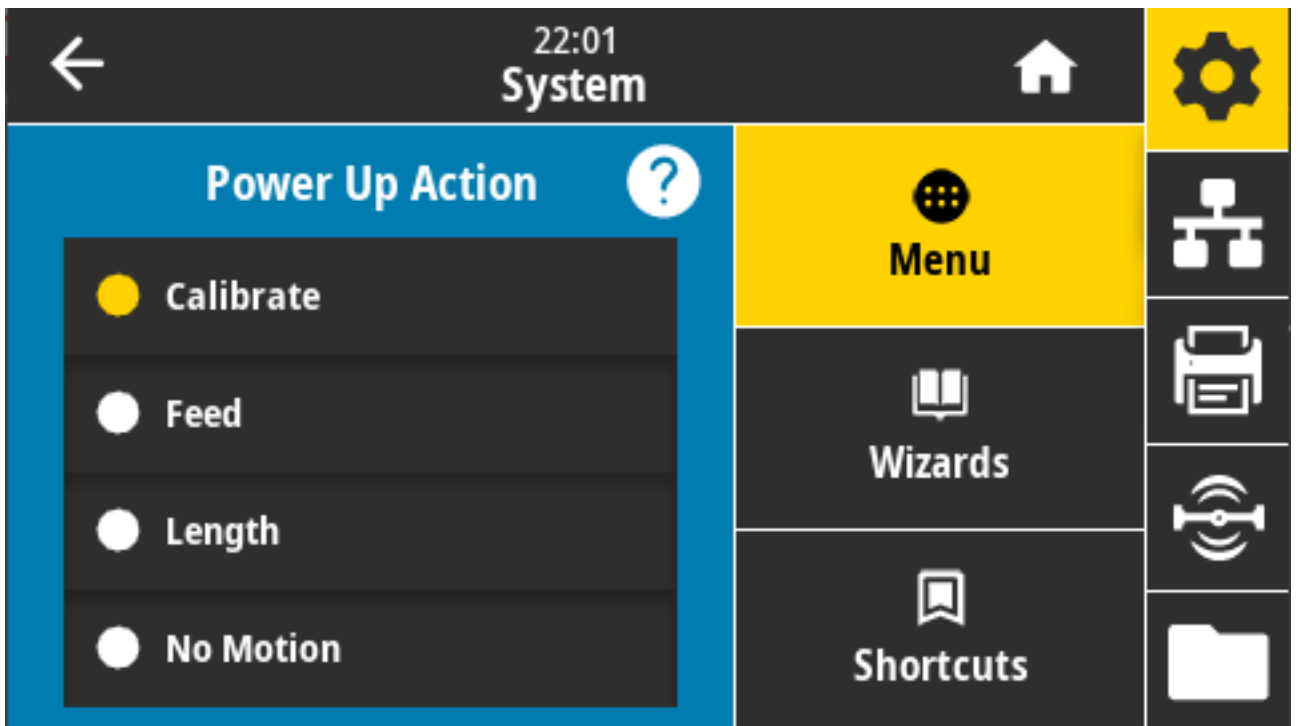 22:01
System
Power Up Action
?
Calibrate
Feed
Length
No Motion
Menu
Wizards
Shortcuts